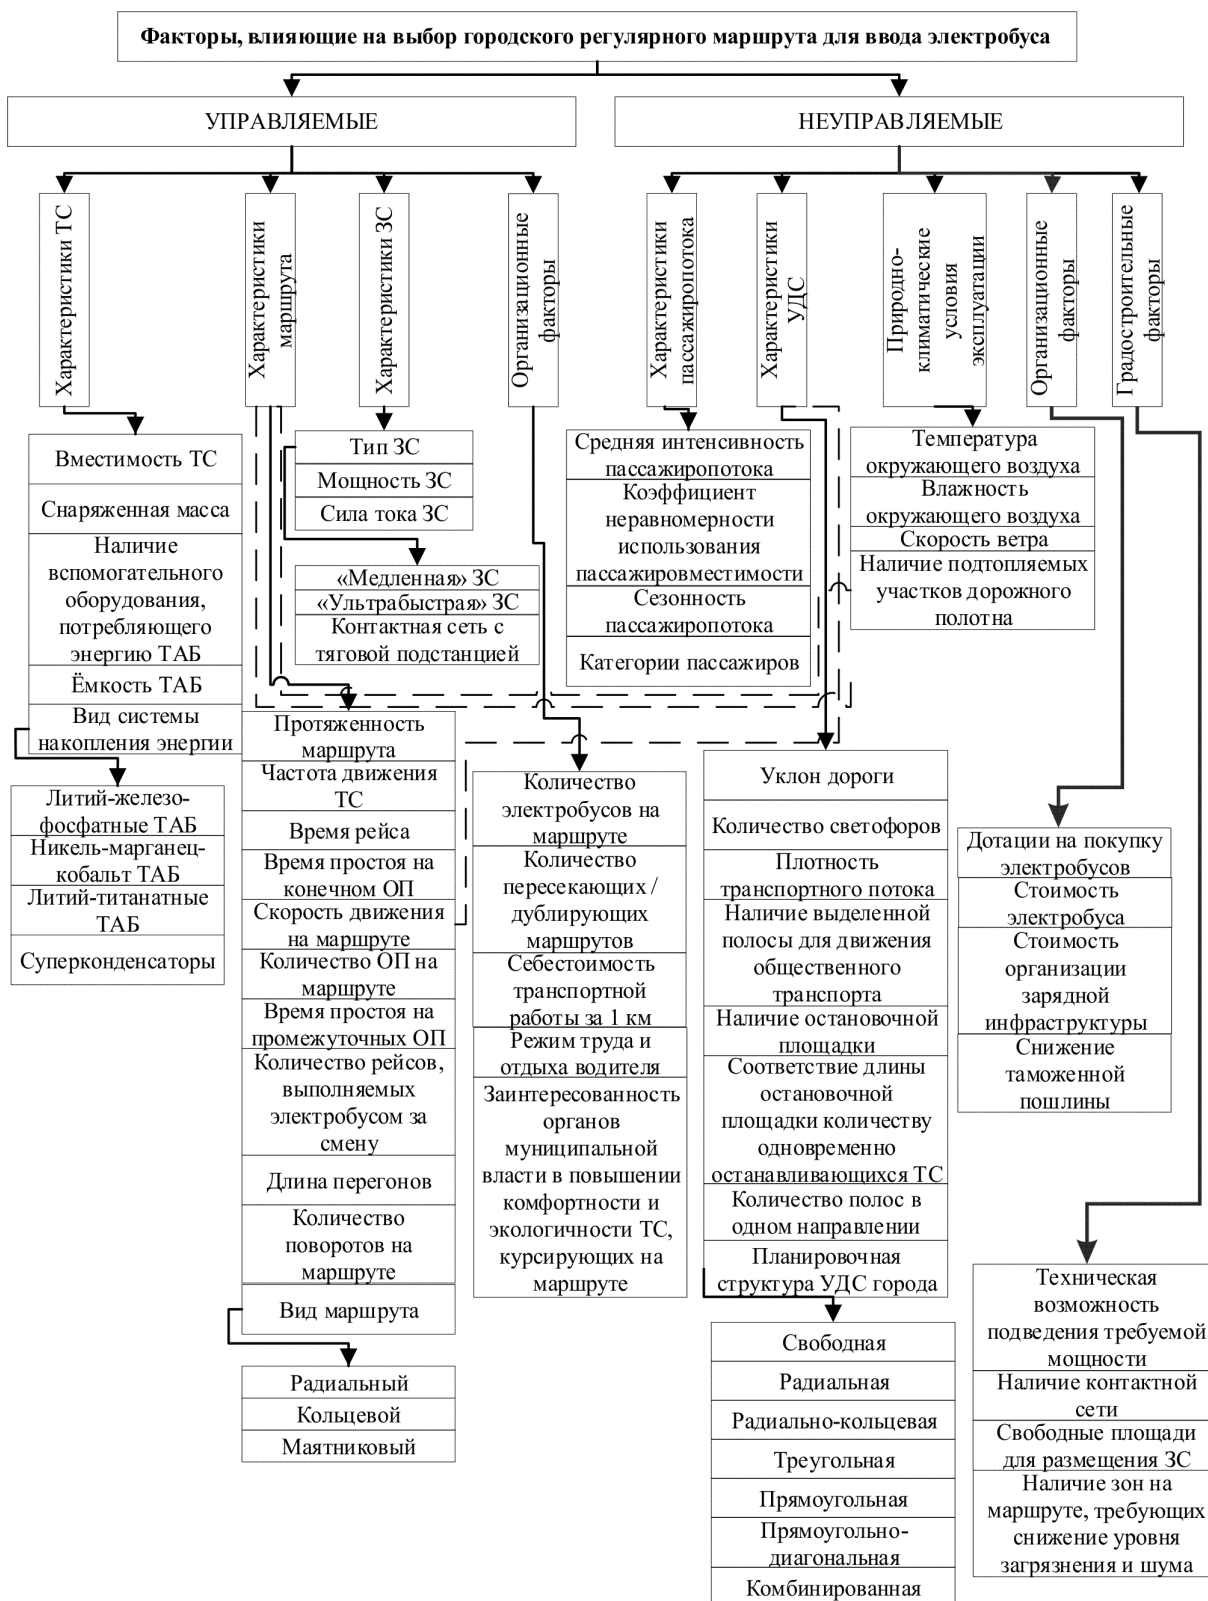 Факторы, влияющие на выбор городского регулярного маршрута для ввода электробуса
УПРАВЛЯЕМЫЕ
НЕУПРАВЛЯЕМЫЕ
Характеристики ТС
Характеристики
маршрута
Характеристики ЗС
Организационные
факторы
Характеристики
пассажиропотока
Характеристики
УДС
Природно-
климатические
условия
эксплуатации
Организационные
факторы
Градостроительные
факторы
Вместимость ТС
Снаряженная масса
Наличие
вспомогательного
оборудования,
потребляющего
энергию ТАБ
Ёмкость ТАБ
Вид системы
накопления энергии
Литий-железо-
фосфатные ТАБ
Никель-марганец-
кобальт ТАБ
Литий-титанатные
ТАБ
Суперконденсаторы
Тип ЗС
Мощность ЗС
Сила тока ЗС
«Медленная» ЗС
«Ультрабыстрая» ЗС
Контактная сеть с
тяговой подстанцией
Протяженность
маршрута
Частота движения
ТС
Время рейса
Время простоя на
конечном ОП
Скорость движения
на маршруте
Количество ОП на
маршруте
Время простоя на
промежуточных ОП
Количество рейсов,
выполняемых
электробусом за
смену
Длина перегонов
Количество
поворотов на
маршруте
Вид маршрута
Радиальный
Кольцевой
Маятниковый
Количество
электробусов на
маршруте
Количество
пересекающих /
дублирующих
маршрутов
Себестоимость
транспортной
работы за 1 км
Режим труда и
отдыха водителя
Заинтересованность
органов
муниципальной
власти в повышении
комфортности и
экологичности ТС,
курсирующих на
маршруте
Средняя интенсивность
пассажиропотока
Коэффициент
неравномерности
использования
пассажировместимости
Сезонность
пассажиропотока
Категории пассажиров
Уклон дороги
Количество светофоров
Плотность
транспортного потока
Наличие выделенной
полосы для движения
общественного
транспорта
Наличие остановочной
площадки
Соответствие длины
остановочной
площадки количеству
одновременно
останавливающихся ТС
Количество полос в
одном направлении
Планировочная
структура УДС города
Свободная
Радиальная
Радиально-кольцевая
Треугольная
Прямоугольная
Прямоугольно-
диагональная
Комбинированная
Температура
окружающего воздуха
Влажность
окружающего воздуха
Скорость ветра
Наличие подтопляемых
участков дорожного
полотна
Дотации на покупку
электробусов
Стоимость
электробуса
Стоимость
организации
зарядной
инфраструктуры
Снижение
таможенной
пошлины
Техническая
возможность
подведения требуемой
мощности
Наличие контактной
сети
Свободные площади
для размещения ЗС
Наличие зон на
маршруте, требующих
снижение уровня
загрязнения и шума